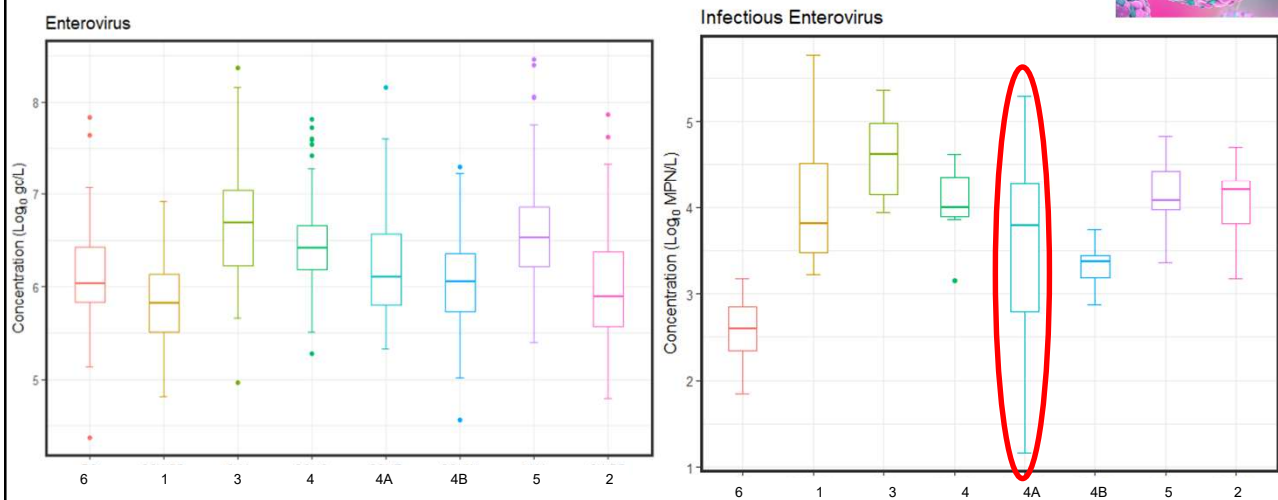 Enterovirus
Concentration (Log10 gc/L)
8
7
6
5
6 1 3 4 4A 4B 5 2
Infectious Enterovirus
Concentration (Log10 MPN/L)
5
4
3
2
1
6 1 3 4 4A 4B 5 2